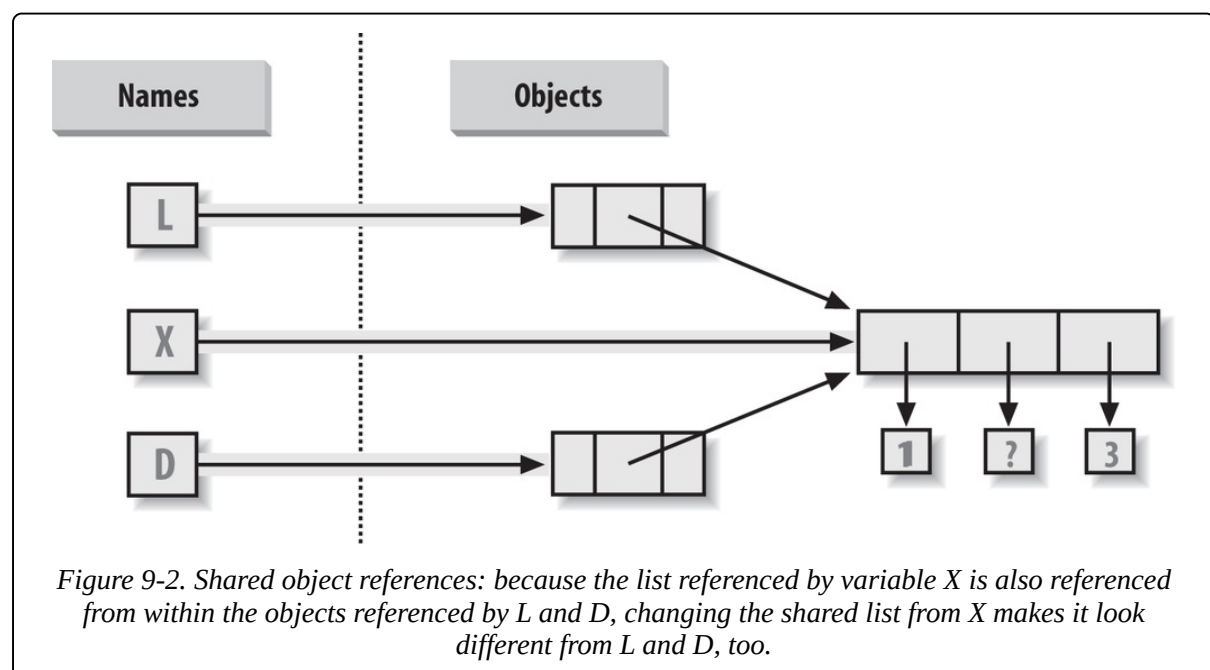 Names
Objects
L
X
D
1
?
3
Figure 9-2. Shared object references: because the list referenced by variable X is also referenced
from within the objects referenced by L and D, changing the shared list from X makes it look
different from L and D, too.